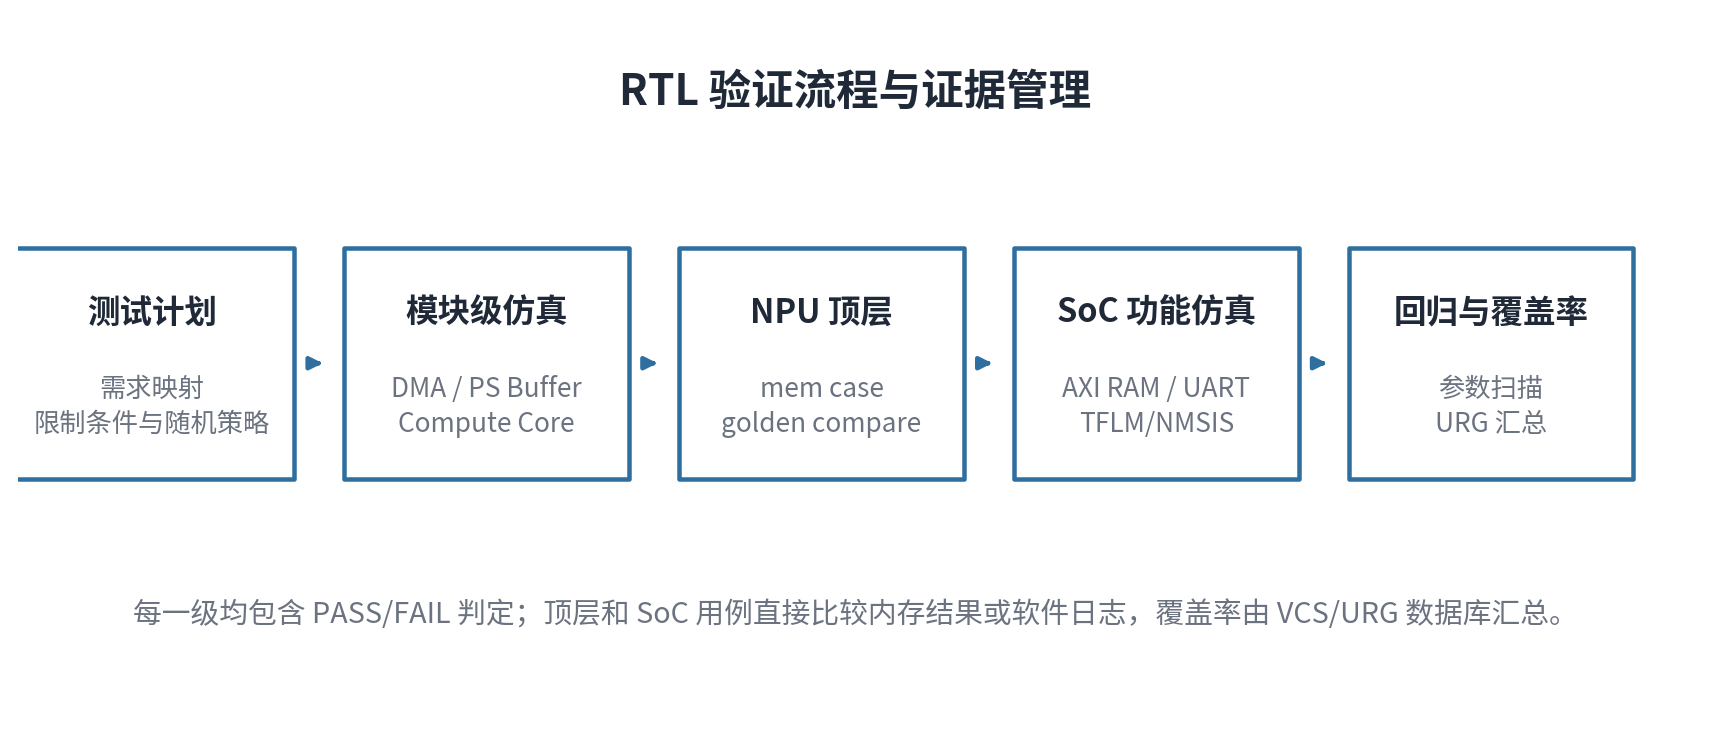 RTL 验证流程与证据管理
测试计划
需求映射
限制条件与随机策略
模块级仿真
DMA / PS Buffer
Compute Core
NPU 顶层
mem case
golden compare
SoC 功能仿真
AXI RAM / UART
TFLM/NMSIS
回归与覆盖率
参数扫描
URG 汇总
每一级均包含 PASS/FAIL 判定；顶层和 SoC 用例直接比较内存结果或软件日志，覆盖率由 VCS/URG 数据库汇总。